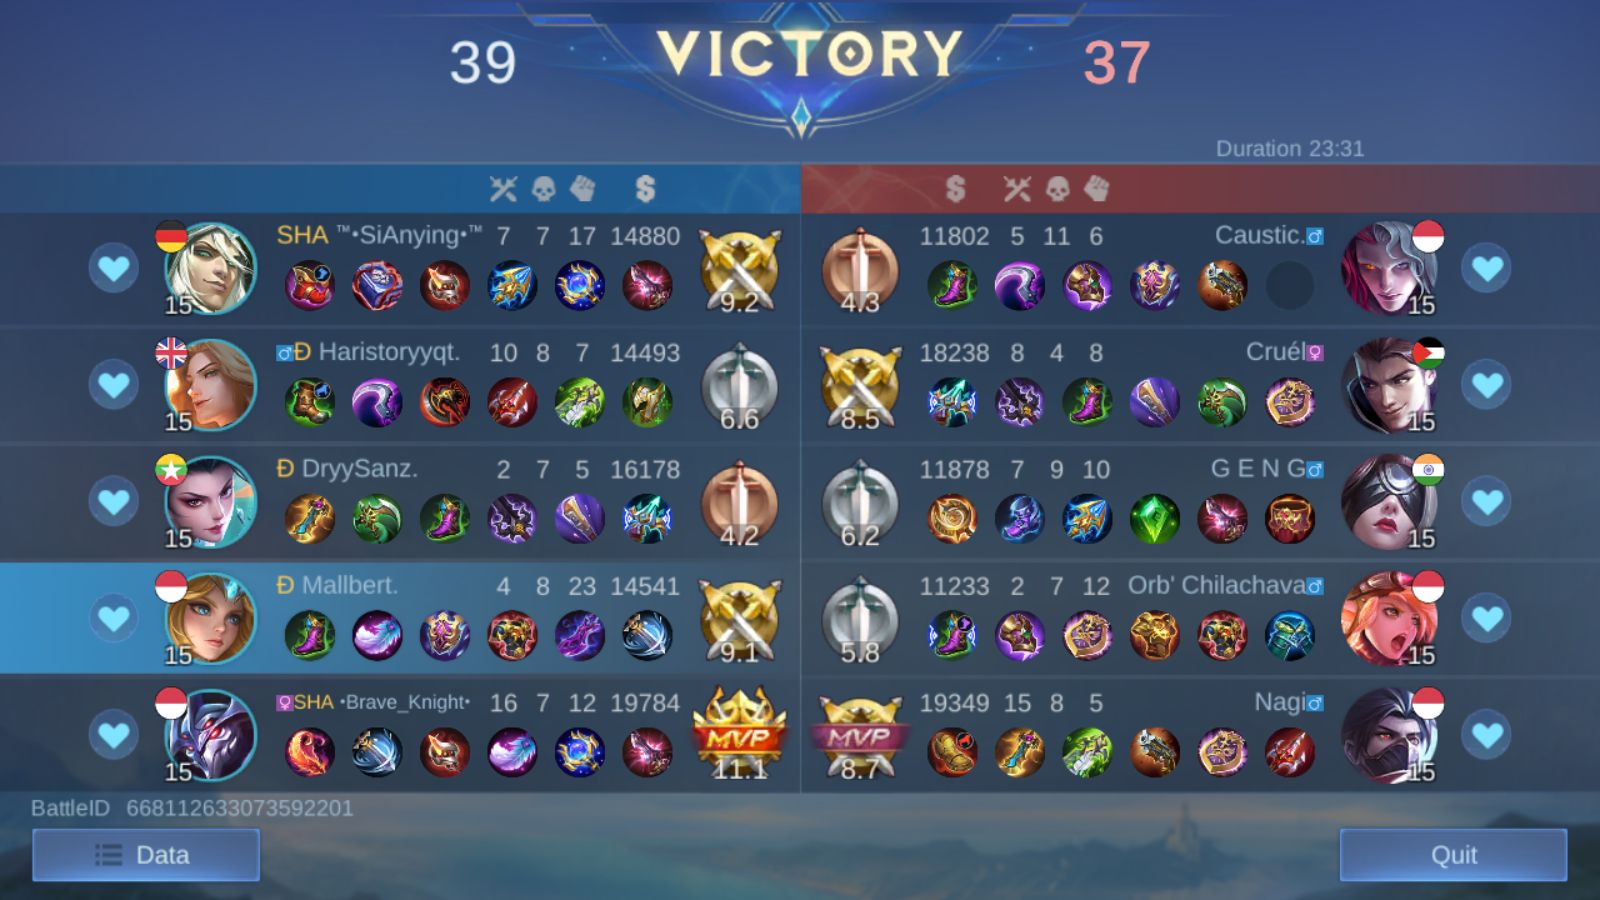 39 VICTORY 37
Duration 23:31
SHA ™•SiAnying•™ 7 7 17 14880
15 9.2
4.3 11802 5 11 6 Caustic.♂
15
♂Đ Haristoryyqt. 10 8 7 14493
15 6.6
18238 8 4 8 Cruél♀
8.5 15
Đ DryySanz. 2 7 5 16178
15 4.2
11878 7 9 10 G E N G♂
6.2 15
Đ Mallbert. 4 8 23 14541
15 9.1
11233 2 7 12 Orb' Chilachava♂
5.8 15
♀SHA •Brave_Knight• 16 7 12 19784
15 MVP 11.1
19349 15 8 5 Nagi♂
MVP 8.7 15
BattleID 668112633073592201
Data
Quit